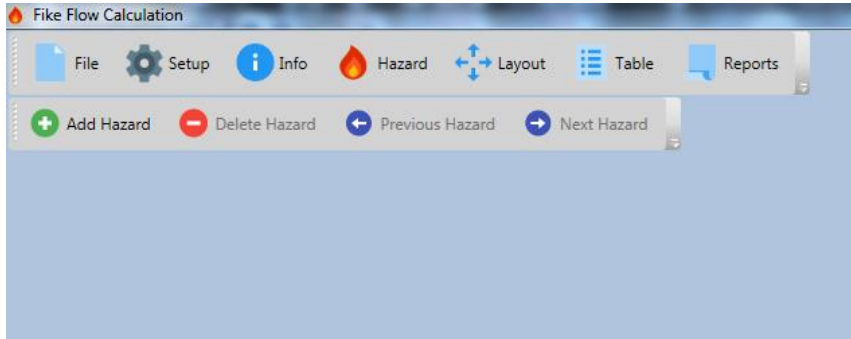 Fike Flow Calculation
File Setup Info Hazard Layout Table Reports
Add Hazard Delete Hazard Previous Hazard Next Hazard